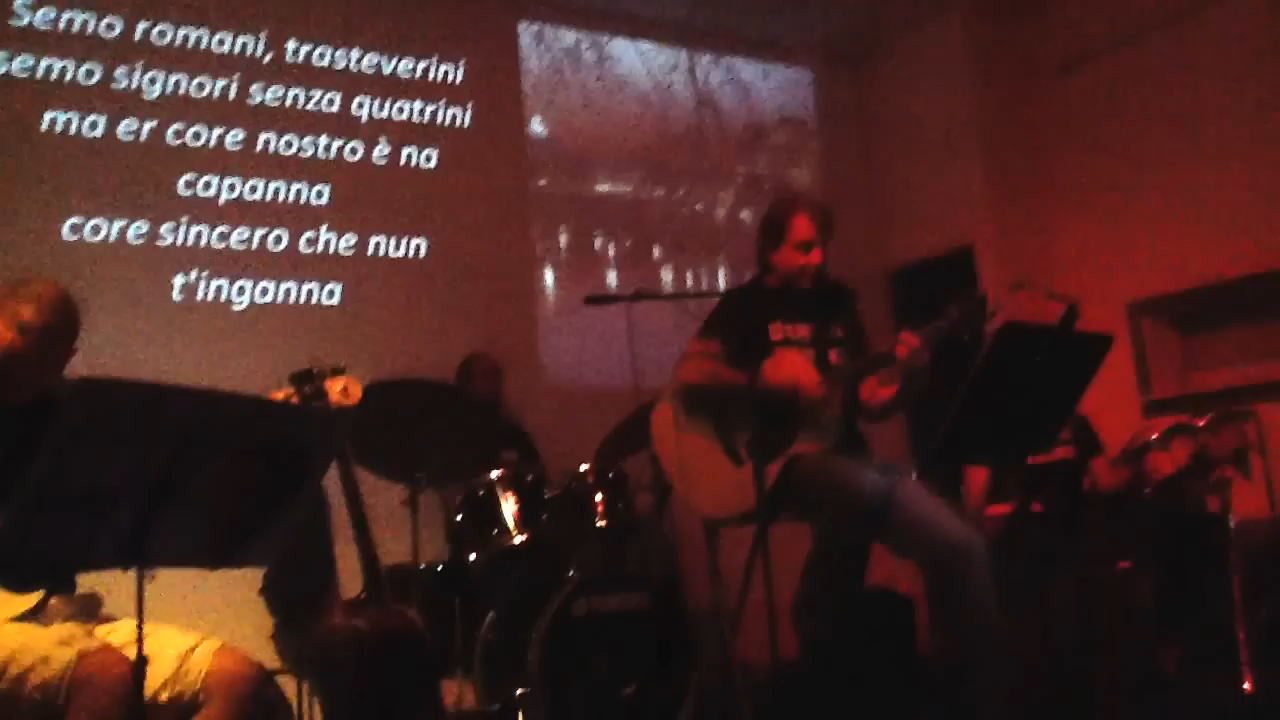 Semo romani, trasteverini
semo signori senza quatrini
ma er core nostro è na
capanna
core sincero che nun
t'inganna